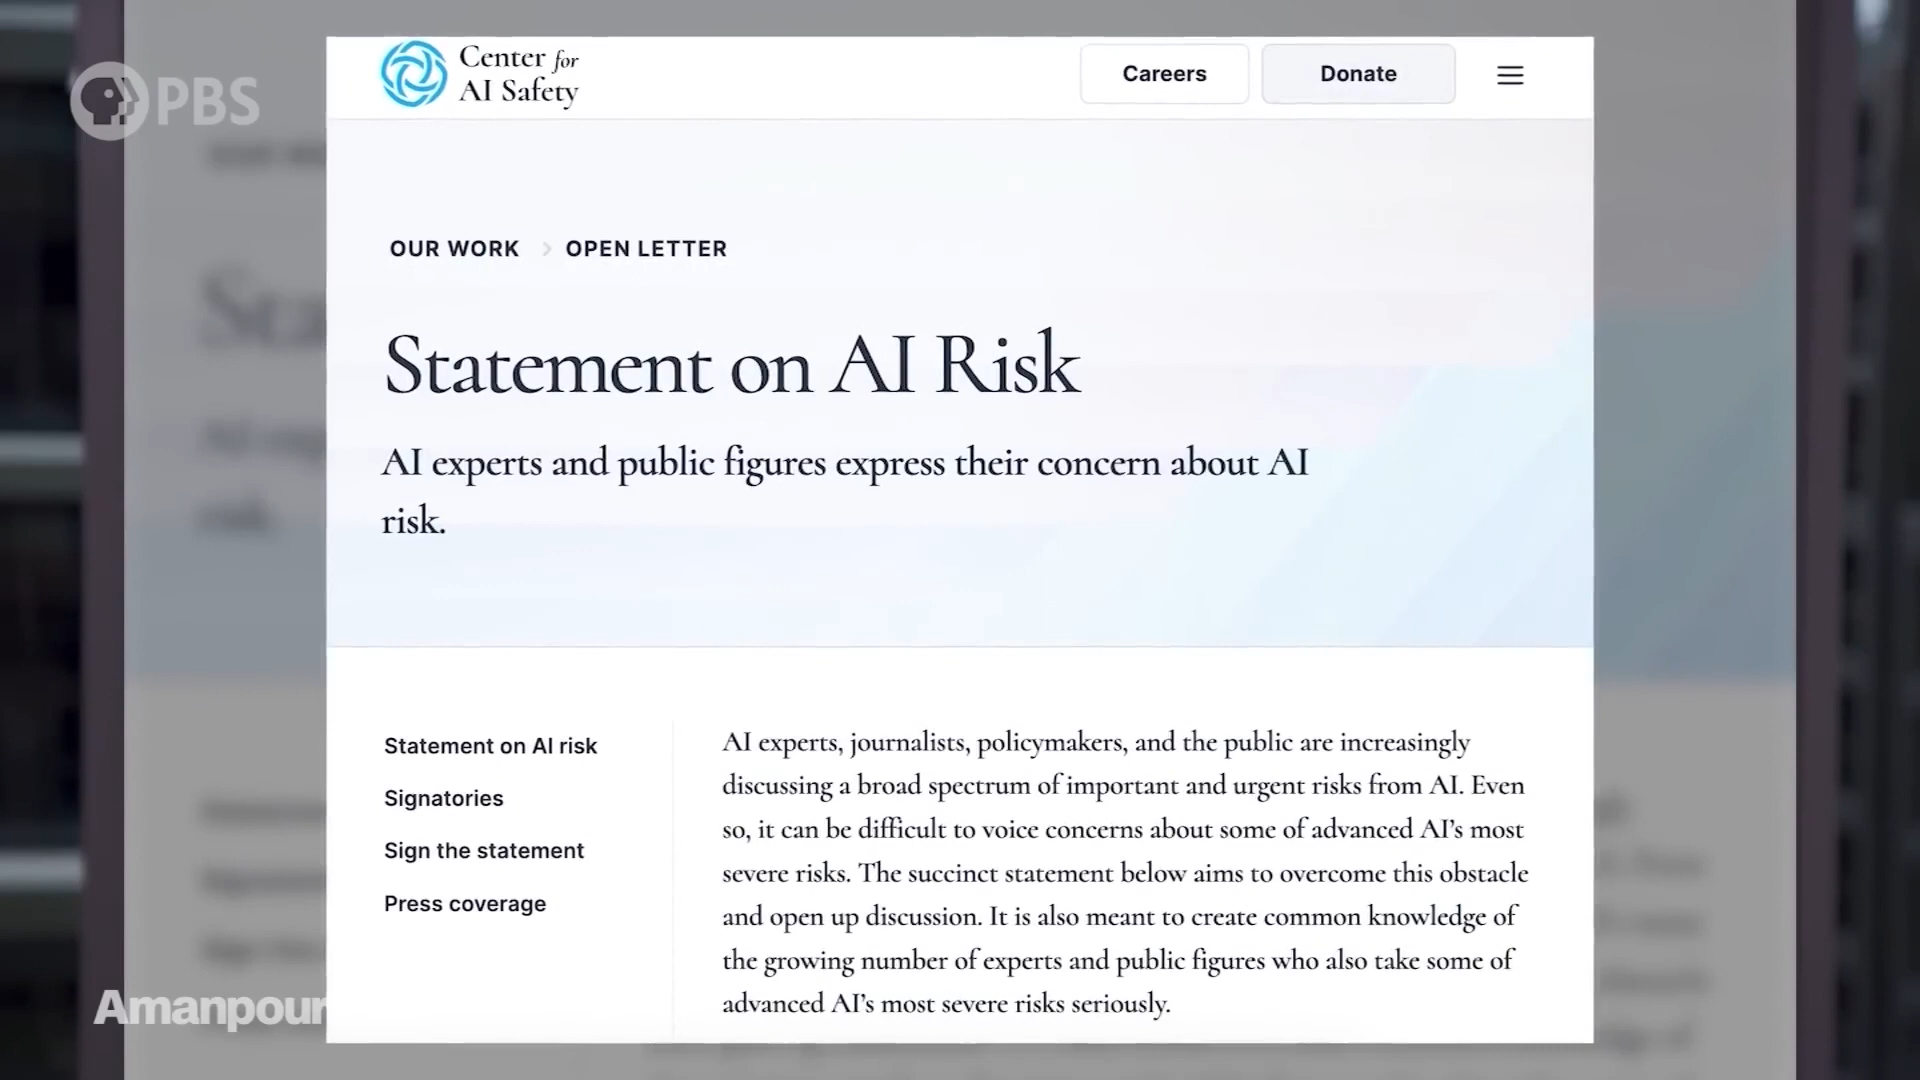 PBS
Center for
AI Safety
Careers
Donate
OUR WORK > OPEN LETTER
Statement on AI Risk
AI experts and public figures express their concern about AI
risk.
Statement on AI risk
Signatories
Sign the statement
Press coverage
AI experts, journalists, policymakers, and the public are increasingly
discussing a broad spectrum of important and urgent risks from AI. Even
so, it can be difficult to voice concerns about some of advanced AI's most
severe risks. The succinct statement below aims to overcome this obstacle
and open up discussion. It is also meant to create common knowledge of
the growing number of experts and public figures who also take some of
advanced AI's most severe risks seriously.
Amanpour